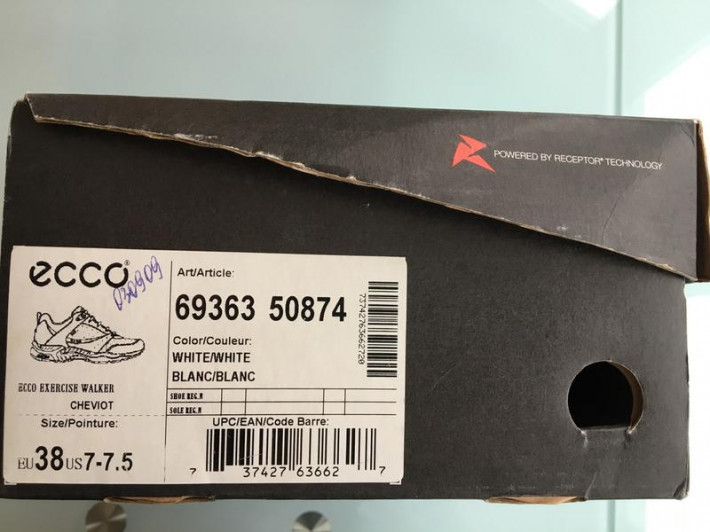 POWERED BY RECEPTOR® TECHNOLOGY
ecco®
030909
Art/Article:
69363 50874
73742763662720
Color/Couleur:
WHITE/WHITE
BLANC/BLANC
ECCO EXERCISE WALKER
CHEVIOT
SHOE REG.N
SOLE REG.N
Size/Pointure:
EU 38 US 7-7.5
UPC/EAN/Code Barre:
7 37427 63662 7